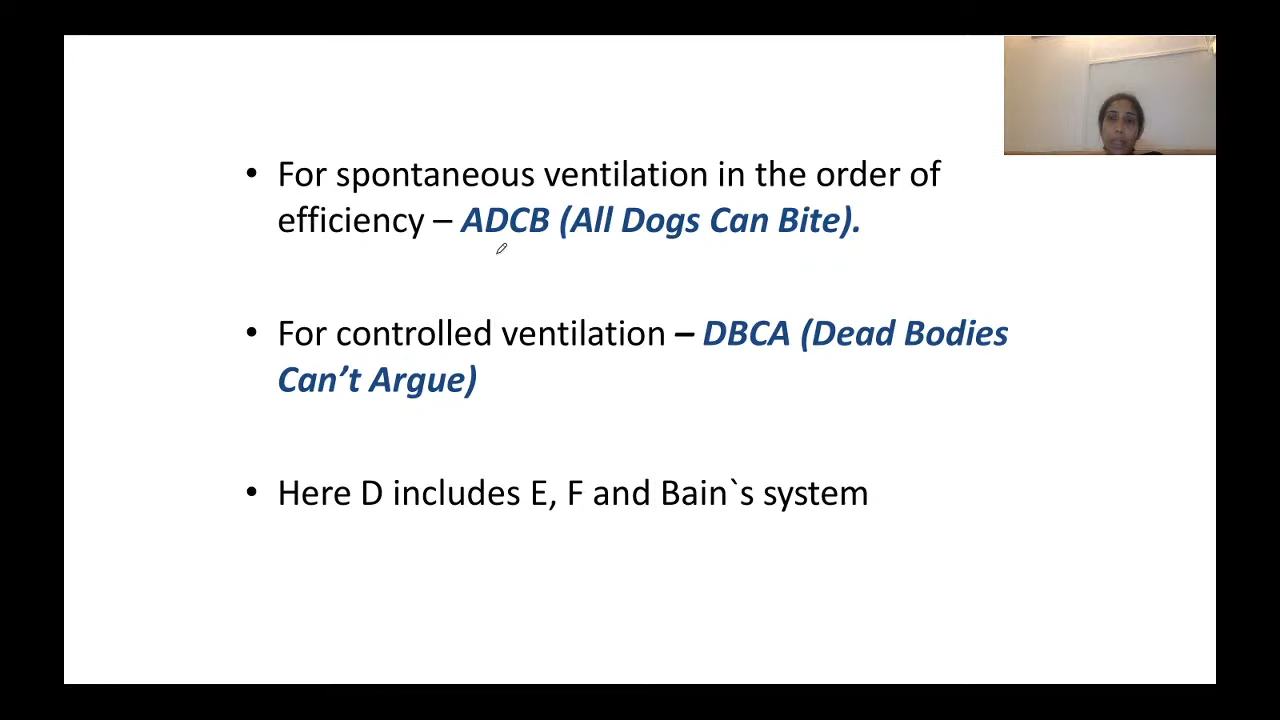 • For spontaneous ventilation in the order of
efficiency – ADCB (All Dogs Can Bite).
• For controlled ventilation – DBCA (Dead Bodies
Can’t Argue)
• Here D includes E, F and Bain`s system